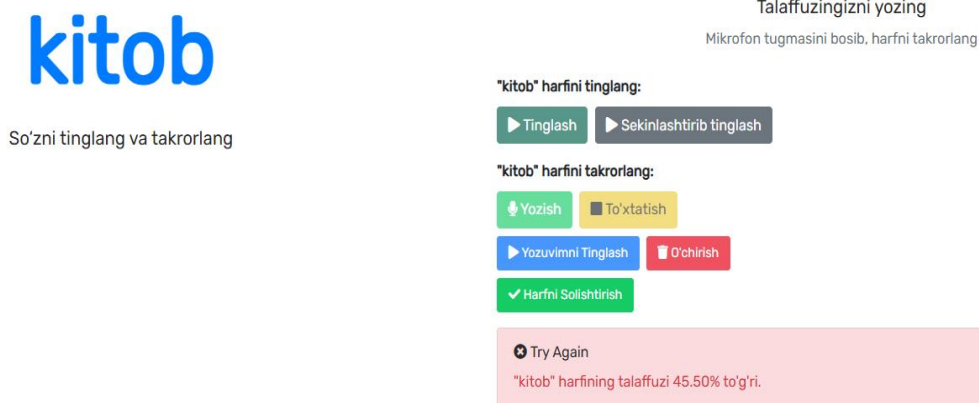 kitob
So'zni tinglang va takrorlang
Talaffuzingizni yozing
Mikrofon tugmasini bosib, harfni takrorlang
"kitob" harfini tinglang:
Tinglash Sekinlashtirib tinglash
"kitob" harfini takrorlang:
Yozish To'xtatish
Yozuvimni Tinglash O'chirish
Harfni Solishtirish
Try Again
"kitob" harfining talaffuzi 45.50% to'g'ri.